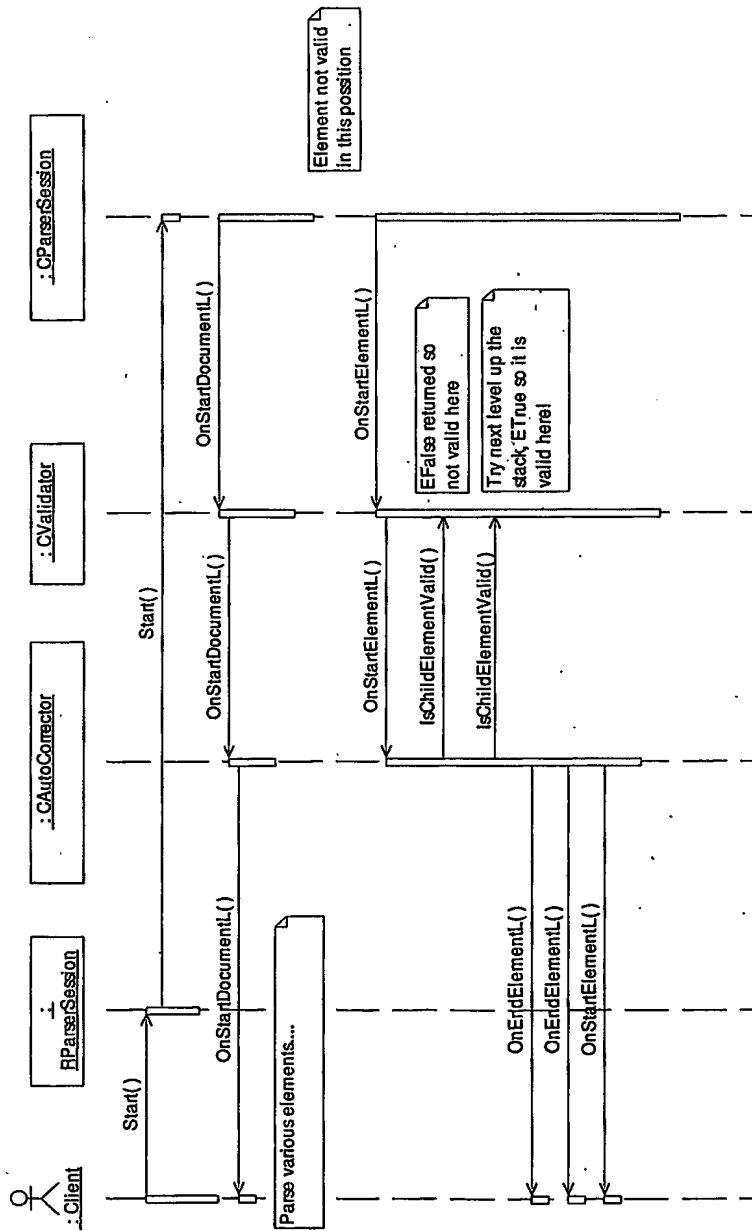 : Client
:
RParserSession
: CAutoCorrector
: CValidator
: CParserSession
Start()
Start()
OnStartDocumentL()
OnStartDocumentL()
OnStartDocumentL()
Parse various elements....
Element not valid
in this possition
OnStartElementL()
OnStartElementL()
IsChildElementValid()
EFalse returned so
not valid here
IsChildElementValid()
Try next level up the
stack, ETrue so it is
valid here!
OnEndElementL()
OnEndElementL()
OnStartElementL()